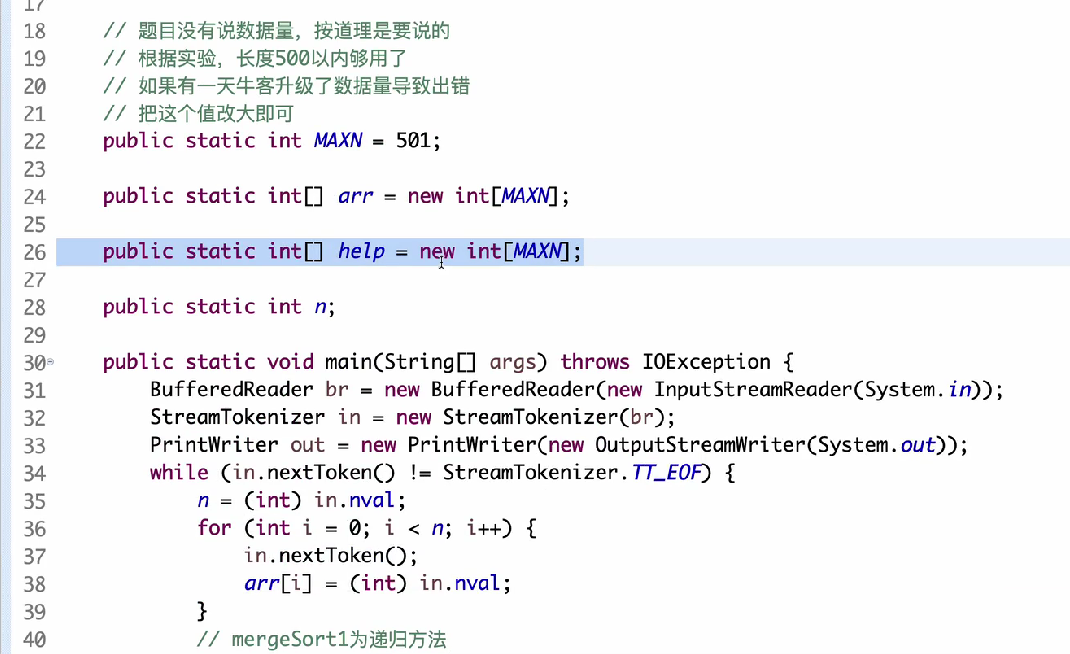 17
18 // 题目没有说数据量，按道理是要说的
19 // 根据实验，长度500以内够用了
20 // 如果有一天牛客升级了数据量导致出错
21 // 把这个值改大即可
22 public static int MAXN = 501;
23
24 public static int[] arr = new int[MAXN];
25
26 public static int[] help = new int[MAXN];
27
28 public static int n;
29
30 public static void main(String[] args) throws IOException {
31 BufferedReader br = new BufferedReader(new InputStreamReader(System.in));
32 StreamTokenizer in = new StreamTokenizer(br);
33 PrintWriter out = new PrintWriter(new OutputStreamWriter(System.out));
34 while (in.nextToken() != StreamTokenizer.TT_EOF) {
35 n = (int) in.nval;
36 for (int i = 0; i < n; i++) {
37 in.nextToken();
38 arr[i] = (int) in.nval;
39 }
40 // mergeSort1为递归方法